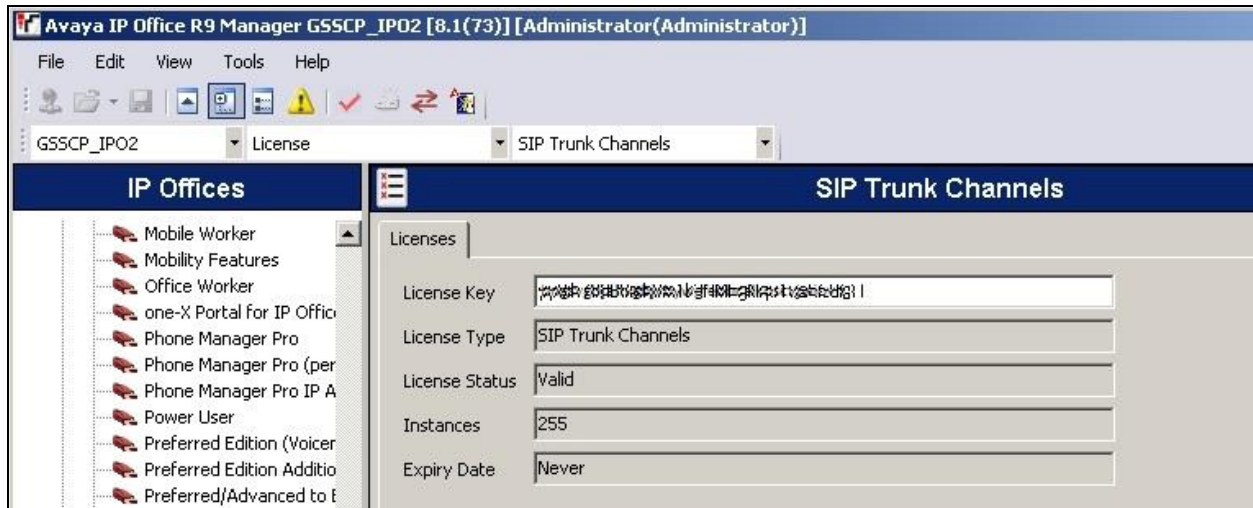 Avaya IP Office R9 Manager GSSCP_IPO2 [8.1(73)] [Administrator(Administrator)]
File Edit View Tools Help
GSSCP_IPO2 License SIP Trunk Channels
IP Offices
SIP Trunk Channels
Mobile Worker
Mobility Features
Office Worker
one-X Portal for IP Offic
Phone Manager Pro
Phone Manager Pro (per
Phone Manager Pro IP A
Power User
Preferred Edition (Voicer
Preferred Edition Additio
Preferred/Advanced to E
Licenses
License Key
License Type SIP Trunk Channels
License Status Valid
Instances 255
Expiry Date Never